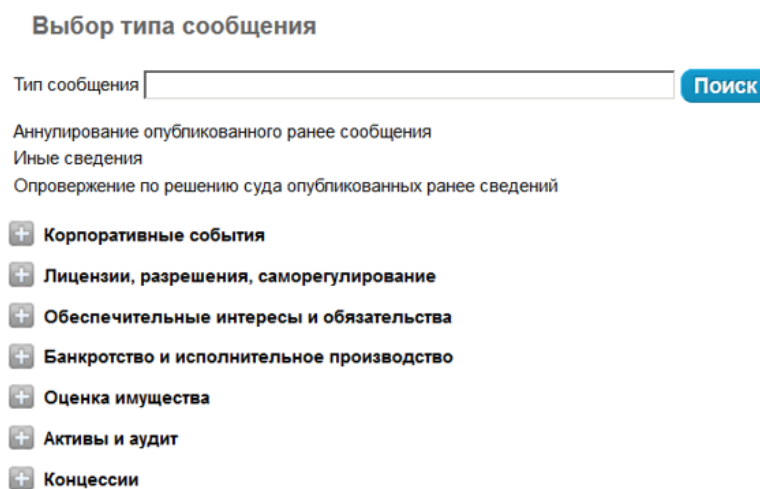 Выбор типа сообщения
Тип сообщения Поиск
Аннулирование опубликованного ранее сообщения
Иные сведения
Опровержение по решению суда опубликованных ранее сведений
Корпоративные события
Лицензии, разрешения, саморегулирование
Обеспечительные интересы и обязательства
Банкротство и исполнительное производство
Оценка имущества
Активы и аудит
Концессии